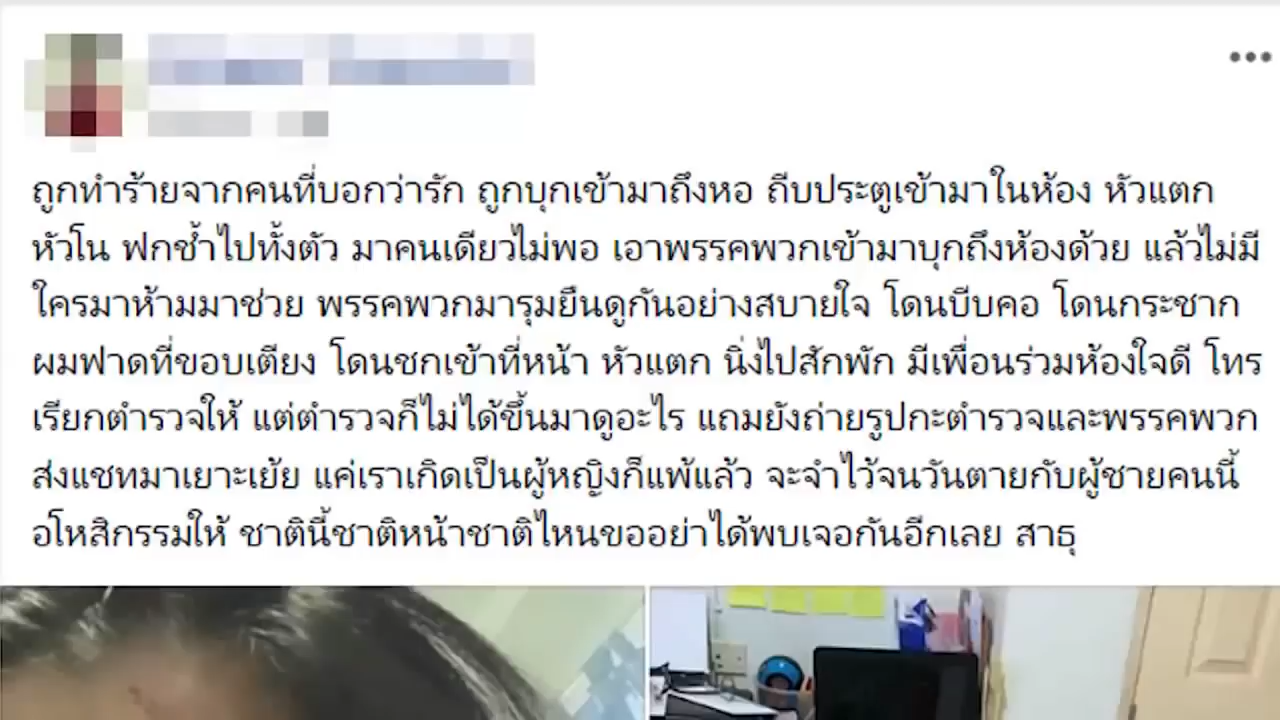 ถูกทำร้ายจากคนที่บอกว่ารัก ถูกบุกเข้ามาถึงหอ ถีบประตูเข้ามาในห้อง หัวแตก
หัวโน ฟกช้ำไปทั้งตัว มาคนเดียวไม่พอ เอาพรรคพวกเข้ามาบุกถึงห้องด้วย แล้วไม่มี
ใครมาห้ามมาช่วย พรรคพวกมารุมยืนดูกันอย่างสบายใจ โดนบีบคอ โดนกระชาก
ผมฟาดที่ขอบเตียง โดนชกเข้าที่หน้า หัวแตก นิ่งไปสักพัก มีเพื่อนร่วมห้องใจดี โทร
เรียกตำรวจให้ แต่ตำรวจก็ไม่ได้ขึ้นมาดูอะไร แถมยังถ่ายรูปกะตำรวจและพรรคพวก
ส่งแชทมาเยาะเย้ย แค่เราเกิดเป็นผู้หญิงก็แพ้แล้ว จะจำไว้จนวันตายกับผู้ชายคนนี้
อโหสิกรรมให้ ชาตินี้ชาติหน้าชาติไหนขออย่าได้พบเจอกันอีกเลย สาธุ